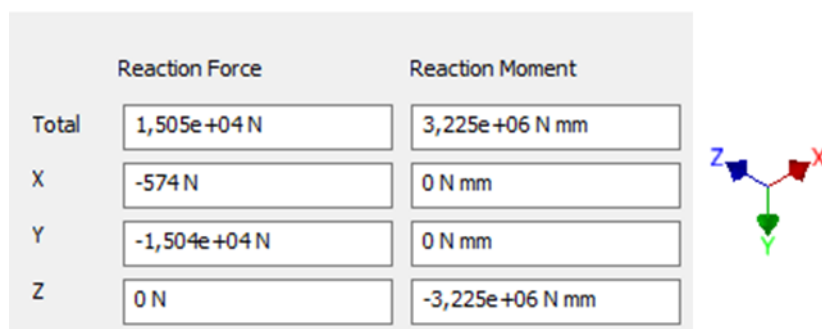 Reaction Force Reaction Moment
Total 1,505e+04 N 3,225e+06 N mm
X -574 N 0 N mm
Y -1,504e+04 N 0 N mm
Z 0 N -3,225e+06 N mm
Z X
Y